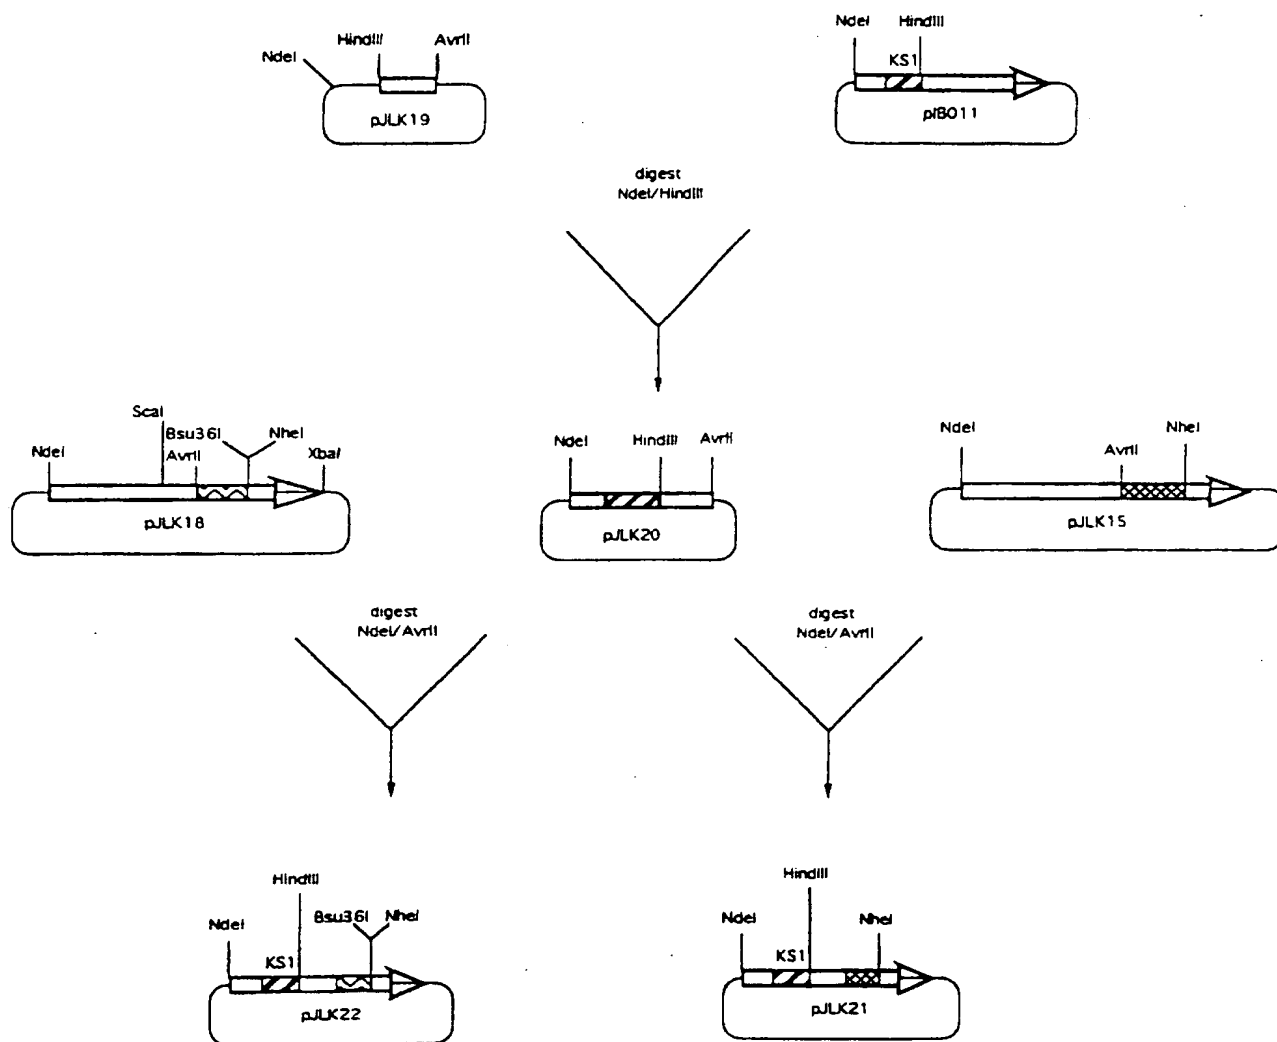 NdeI
HindIII
AvrII
pJLK19
NdeI
HindIII
KS1
pIB011
digest
NdeI/HindIII
ScaI
Bsu36I
NheI
NdeI
AvrII
XbaI
pJLK18
NdeI
HindIII
AvrII
pJLK20
NdeI
AvrII
NheI
pJLK15
digest
NdeI/AvrII
digest
NdeI/AvrII
HindIII
NdeI
Bsu36I
NheI
KS1
pJLK22
HindIII
NdeI
NheI
KS1
pJLK21